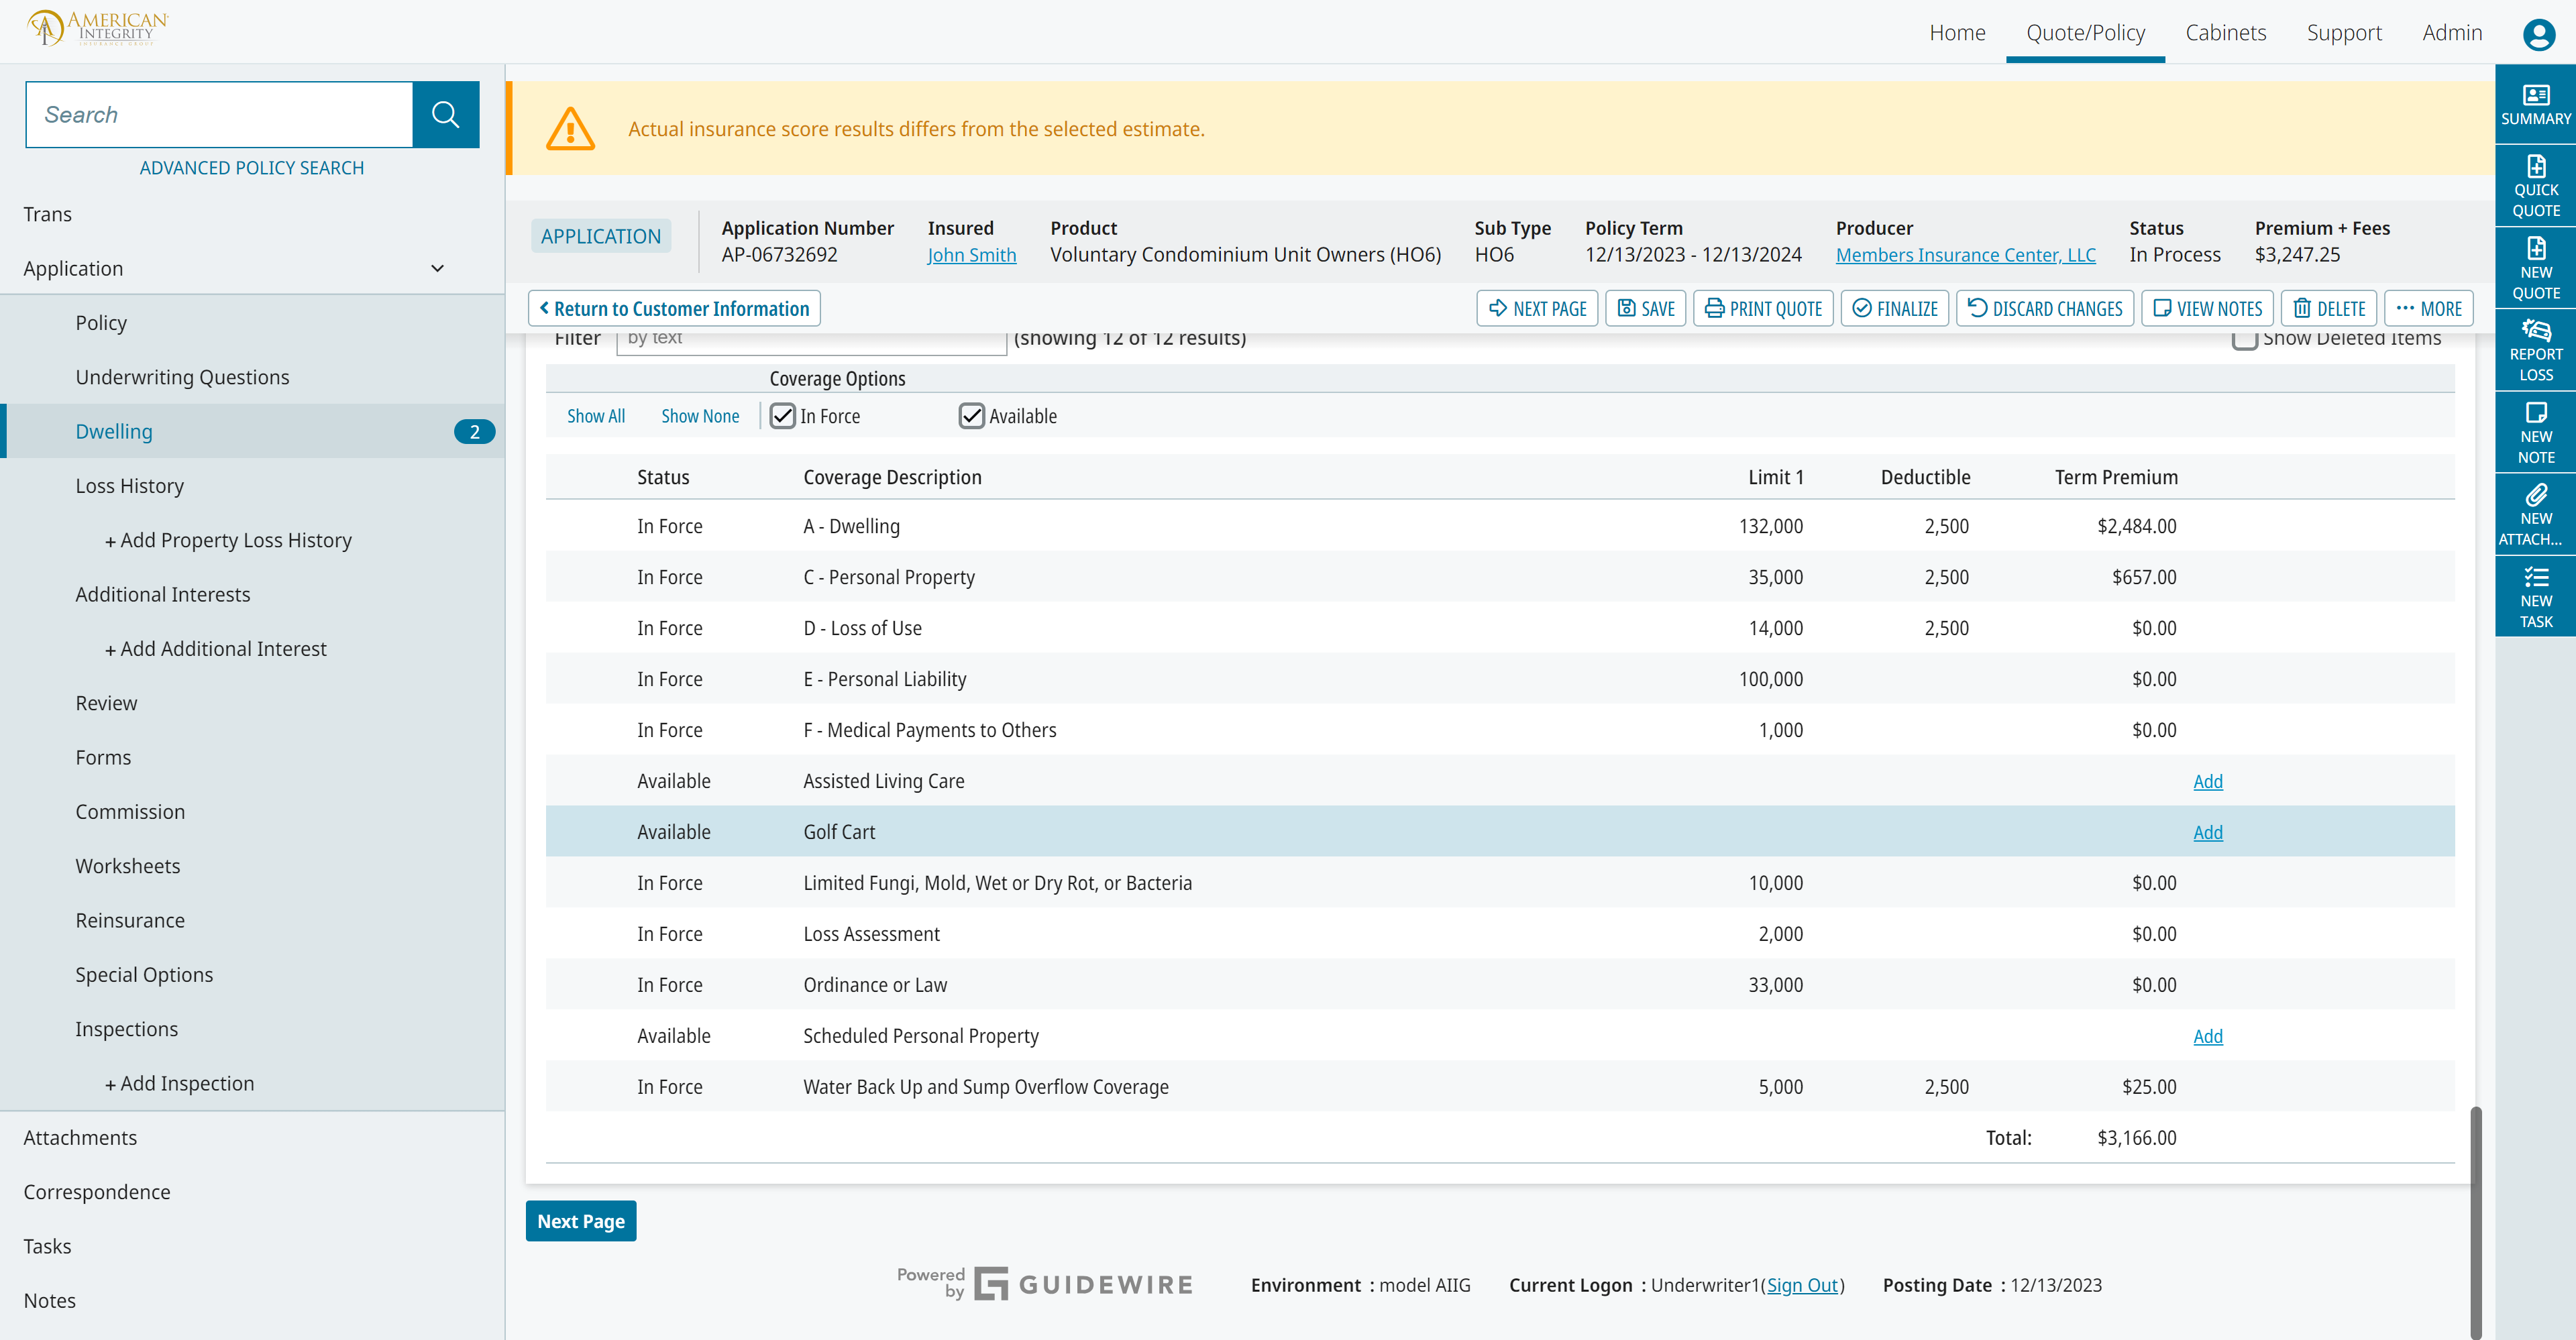 AMERICAN
INTEGRITY
INSURANCE GROUP
Home Quote/Policy Cabinets Support Admin
Search
ADVANCED POLICY SEARCH
Trans
Application
Policy
Underwriting Questions
Dwelling 2
Loss History
+ Add Property Loss History
Additional Interests
+ Add Additional Interest
Review
Forms
Commission
Worksheets
Reinsurance
Special Options
Inspections
+ Add Inspection
Attachments
Correspondence
Tasks
Notes
Actual insurance score results differs from the selected estimate.
APPLICATION
Application Number Insured Product Sub Type Policy Term Producer Status Premium + Fees
AP-06732692 John Smith Voluntary Condominium Unit Owners (HO6) HO6 12/13/2023 - 12/13/2024 Members Insurance Center, LLC In Process $3,247.25
Return to Customer Information NEXT PAGE SAVE PRINT QUOTE FINALIZE DISCARD CHANGES VIEW NOTES DELETE ··· MORE
Filter by text (showing 12 of 12 results) Show Deleted Items
Coverage Options
Show All Show None In Force Available
Status Coverage Description Limit 1 Deductible Term Premium
In Force A - Dwelling 132,000 2,500 $2,484.00
In Force C - Personal Property 35,000 2,500 $657.00
In Force D - Loss of Use 14,000 2,500 $0.00
In Force E - Personal Liability 100,000 $0.00
In Force F - Medical Payments to Others 1,000 $0.00
Available Assisted Living Care Add
Available Golf Cart Add
In Force Limited Fungi, Mold, Wet or Dry Rot, or Bacteria 10,000 $0.00
In Force Loss Assessment 2,000 $0.00
In Force Ordinance or Law 33,000 $0.00
Available Scheduled Personal Property Add
In Force Water Back Up and Sump Overflow Coverage 5,000 2,500 $25.00
Total: $3,166.00
Next Page
Powered by GUIDEWIRE Environment : model AIIG Current Logon : Underwriter1(Sign Out) Posting Date : 12/13/2023
SUMMARY
QUICK
QUOTE
NEW
QUOTE
REPORT
LOSS
NEW
NOTE
NEW
ATTACH...
NEW
TASK